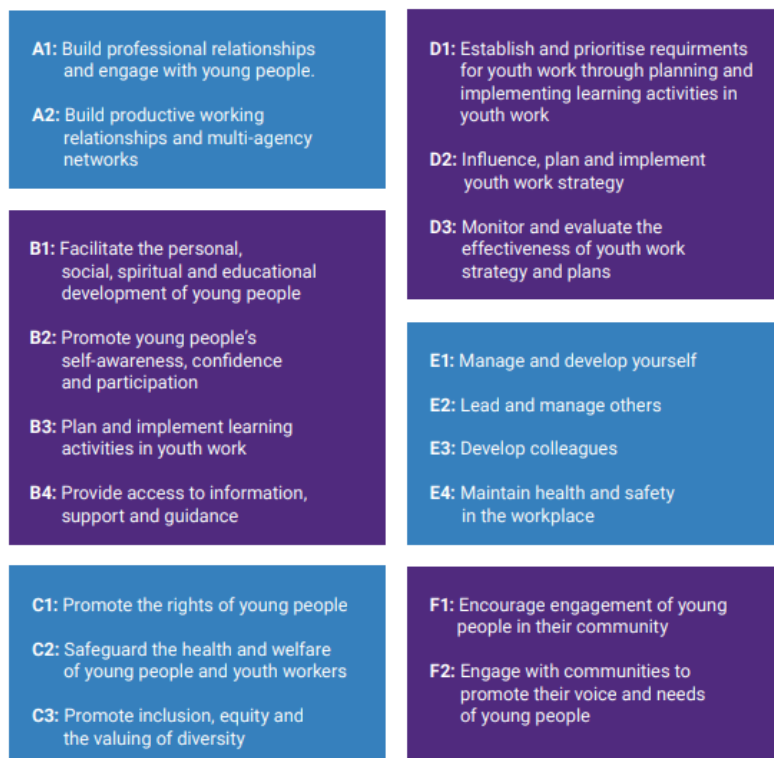 A1: Build professional relationships
and engage with young people.
A2: Build productive working
relationships and multi-agency
networks
B1: Facilitate the personal,
social, spiritual and educational
development of young people
B2: Promote young people's
self-awareness, confidence
and participation
B3: Plan and implement learning
activities in youth work
B4: Provide access to information,
support and guidance
C1: Promote the rights of young people
C2: Safeguard the health and welfare
of young people and youth workers
C3: Promote inclusion, equity and
the valuing of diversity
D1: Establish and prioritise requirments
for youth work through planning and
implementing learning activities in
youth work
D2: Influence, plan and implement
youth work strategy
D3: Monitor and evaluate the
effectiveness of youth work
strategy and plans
E1: Manage and develop yourself
E2: Lead and manage others
E3: Develop colleagues
E4: Maintain health and safety
in the workplace
F1: Encourage engagement of young
people in their community
F2: Engage with communities to
promote their voice and needs
of young people